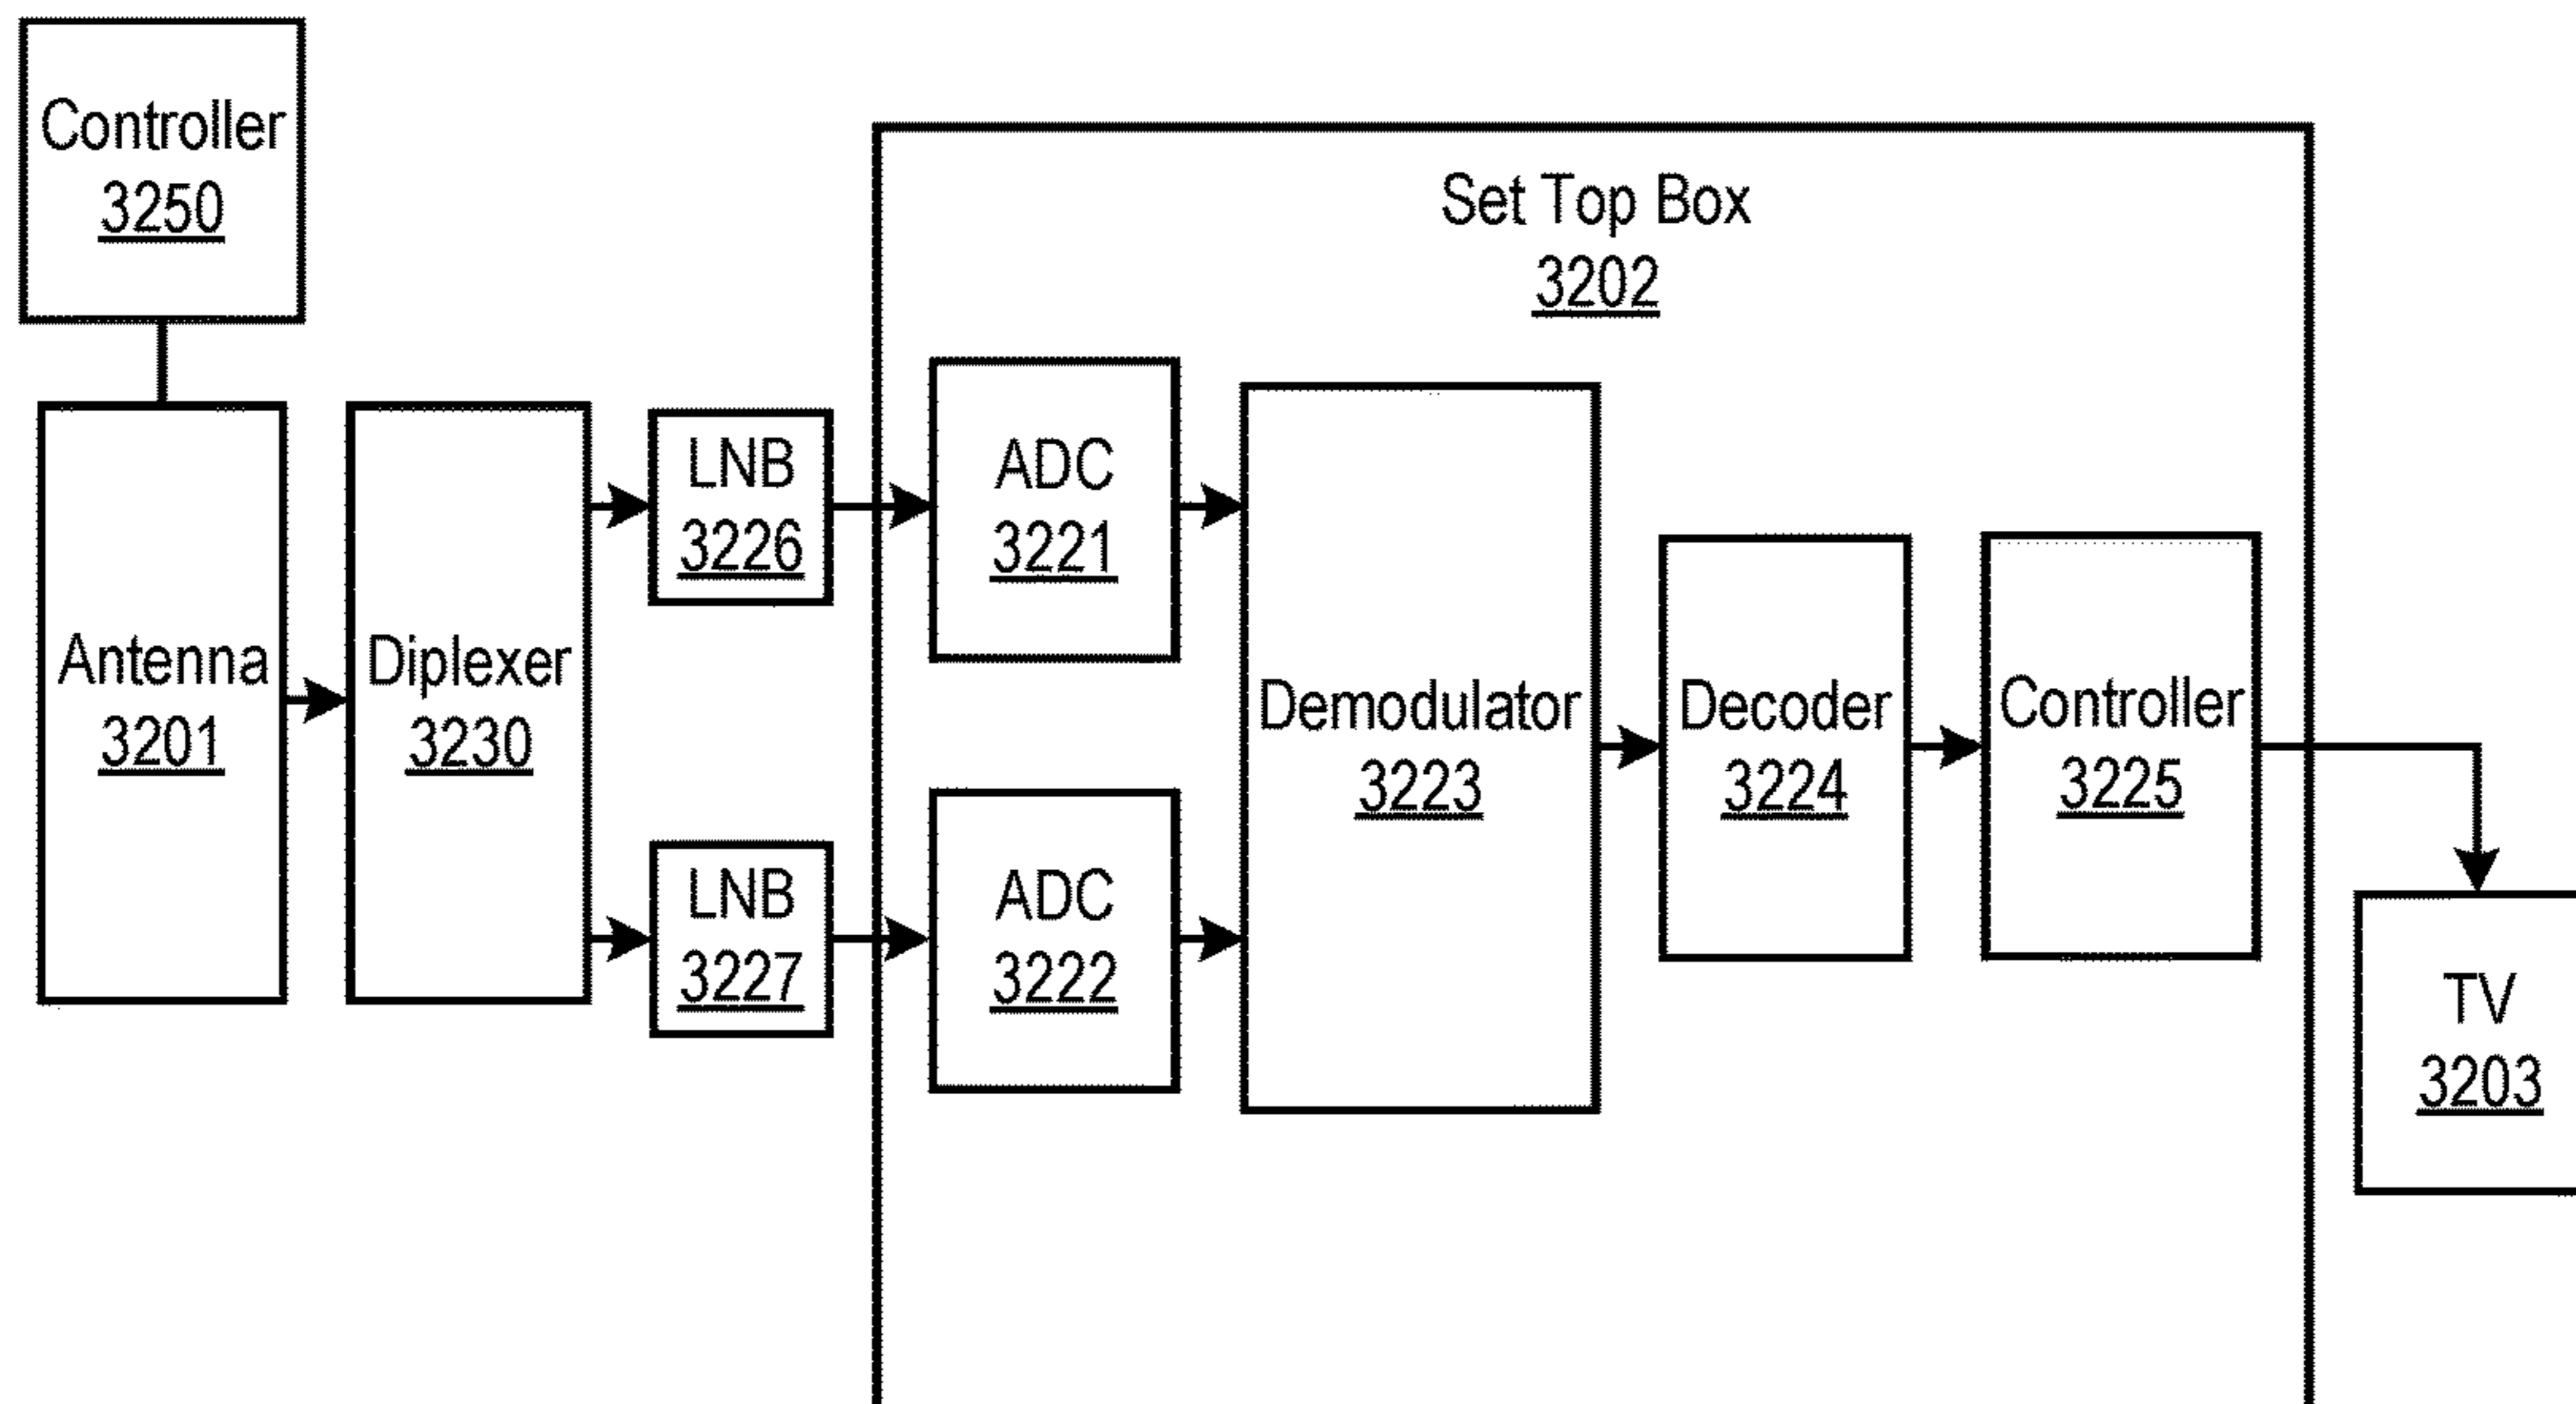 Controller
3250
Set Top Box
3202
Antenna
3201
Diplexer
3230
LNB
3226
LNB
3227
ADC
3221
ADC
3222
Demodulator
3223
Decoder
3224
Controller
3225
TV
3203